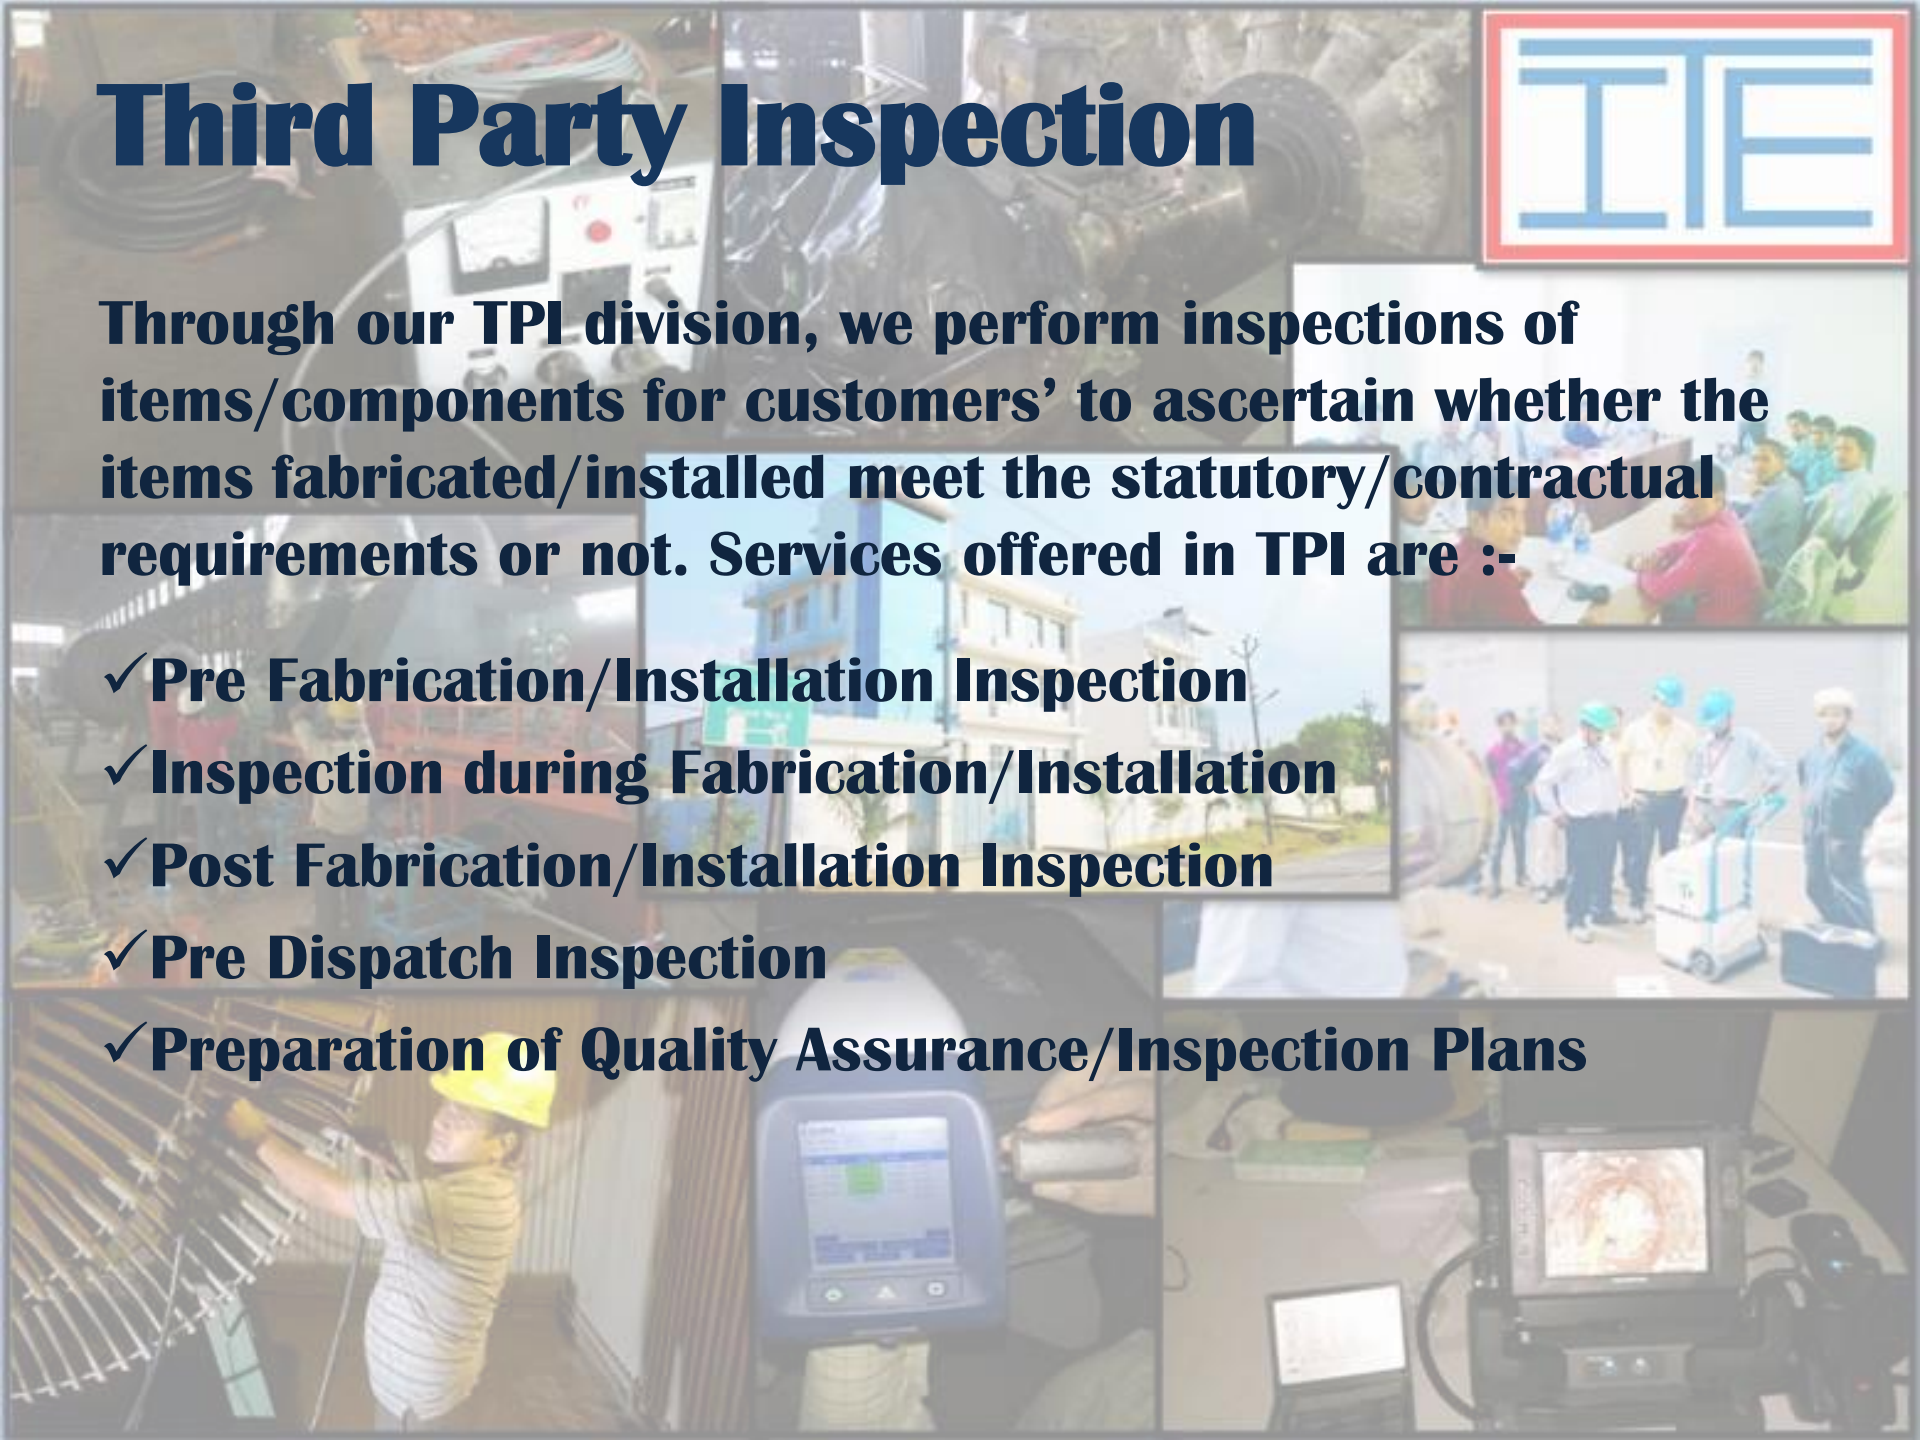 Third Party Inspection
ITE
Through our TPI division, we perform inspections of
items/components for customers’ to ascertain whether the
items fabricated/installed meet the statutory/contractual
requirements or not. Services offered in TPI are :-
✓Pre Fabrication/Installation Inspection
✓Inspection during Fabrication/Installation
✓Post Fabrication/Installation Inspection
✓Pre Dispatch Inspection
✓Preparation of Quality Assurance/Inspection Plans